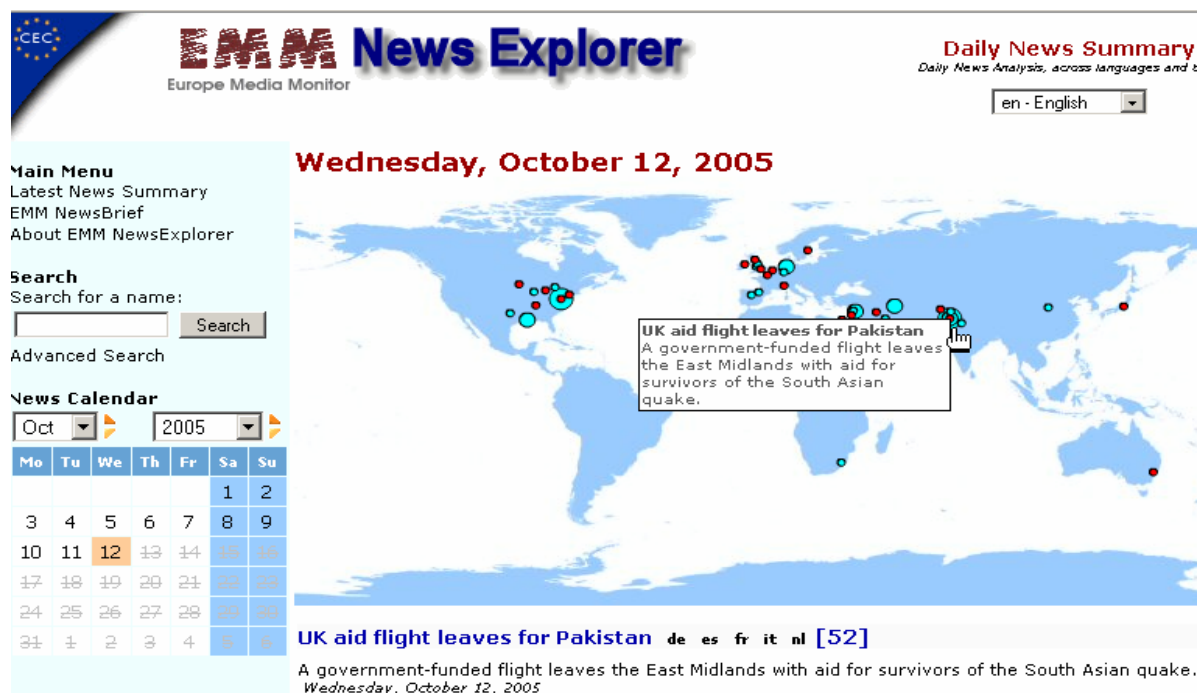 CEC
EMM News Explorer
Europe Media Monitor
Daily News Summary
Daily News Analysis, across languages and
en - English
Main Menu
Latest News Summary
EMM NewsBrief
About EMM NewsExplorer
Search
Search for a name:
Search
Advanced Search
News Calendar
Oct 2005
Mo Tu We Th Fr Sa Su
1 2
3 4 5 6 7 8 9
10 11 12 13 14 15 16
17 18 19 20 21 22 23
24 25 26 27 28 29 30
31 1 2 3 4 5 6
Wednesday, October 12, 2005
UK aid flight leaves for Pakistan
A government-funded flight leaves
the East Midlands with aid for
survivors of the South Asian
quake.
UK aid flight leaves for Pakistan de es fr it nl [52]
A government-funded flight leaves the East Midlands with aid for survivors of the South Asian quake.
Wednesday, October 12, 2005